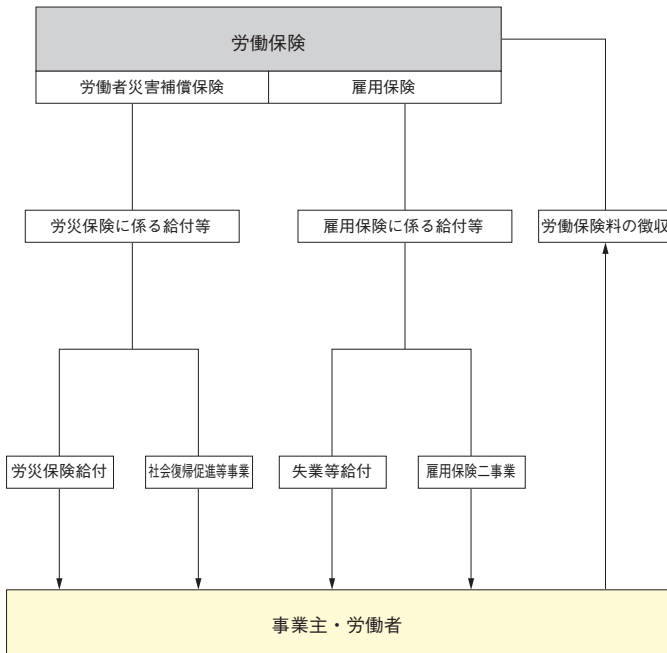 労働保険
労働者災害補償保険
雇用保険
労災保険に係る給付等
雇用保険に係る給付等
労働保険料の徴収
労災保険給付
社会復帰促進等事業
失業等給付
雇用保険二事業
事業主・労働者